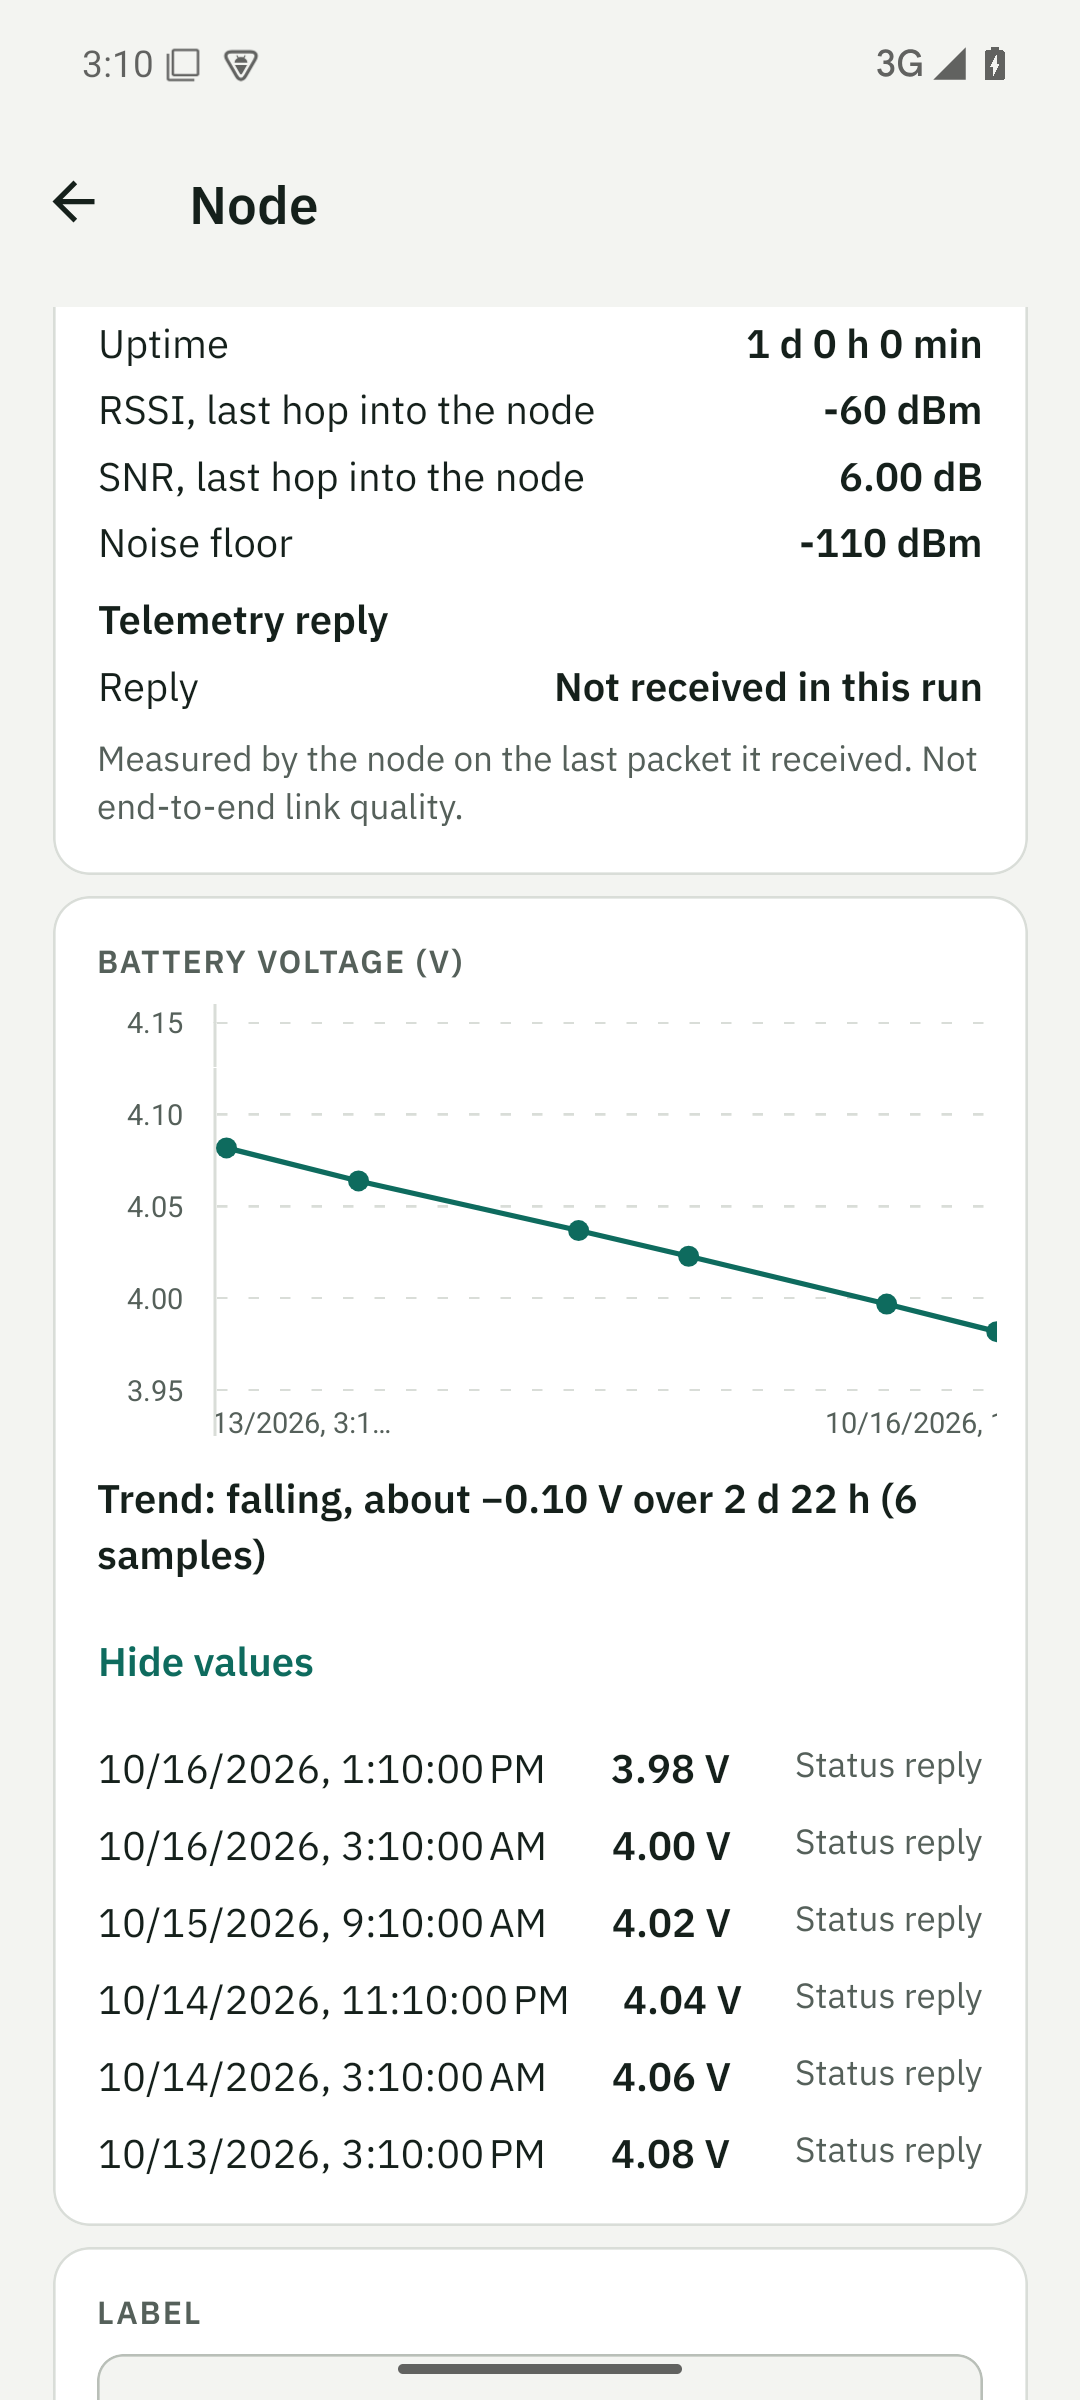 3:10 3G
Node
Uptime 1 d 0 h 0 min
RSSI, last hop into the node -60 dBm
SNR, last hop into the node 6.00 dB
Noise floor -110 dBm
Telemetry reply
Reply Not received in this run
Measured by the node on the last packet it received. Not
end-to-end link quality.
BATTERY VOLTAGE (V)
4.15
4.10
4.05
4.00
3.95
13/2026, 3:1… 10/16/2026,
Trend: falling, about −0.10 V over 2 d 22 h (6
samples)
Hide values
10/16/2026, 1:10:00 PM 3.98 V Status reply
10/16/2026, 3:10:00 AM 4.00 V Status reply
10/15/2026, 9:10:00 AM 4.02 V Status reply
10/14/2026, 11:10:00 PM 4.04 V Status reply
10/14/2026, 3:10:00 AM 4.06 V Status reply
10/13/2026, 3:10:00 PM 4.08 V Status reply
LABEL